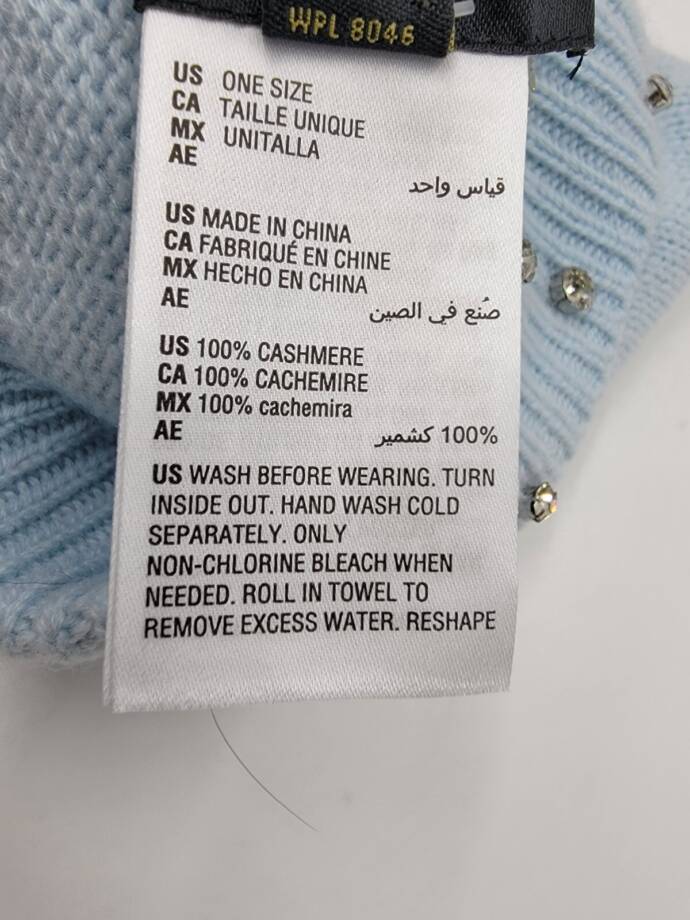 WPL 8046
US ONE SIZE
CA TAILLE UNIQUE
MX UNITALLA
AE
قياس واحد
US MADE IN CHINA
CA FABRIQUÉ EN CHINE
MX HECHO EN CHINA
AE
صُنع في الصين
US 100% CASHMERE
CA 100% CACHEMIRE
MX 100% cachemira
AE
100% كشمير
US WASH BEFORE WEARING. TURN
INSIDE OUT. HAND WASH COLD
SEPARATELY. ONLY
NON-CHLORINE BLEACH WHEN
NEEDED. ROLL IN TOWEL TO
REMOVE EXCESS WATER. RESHAPE